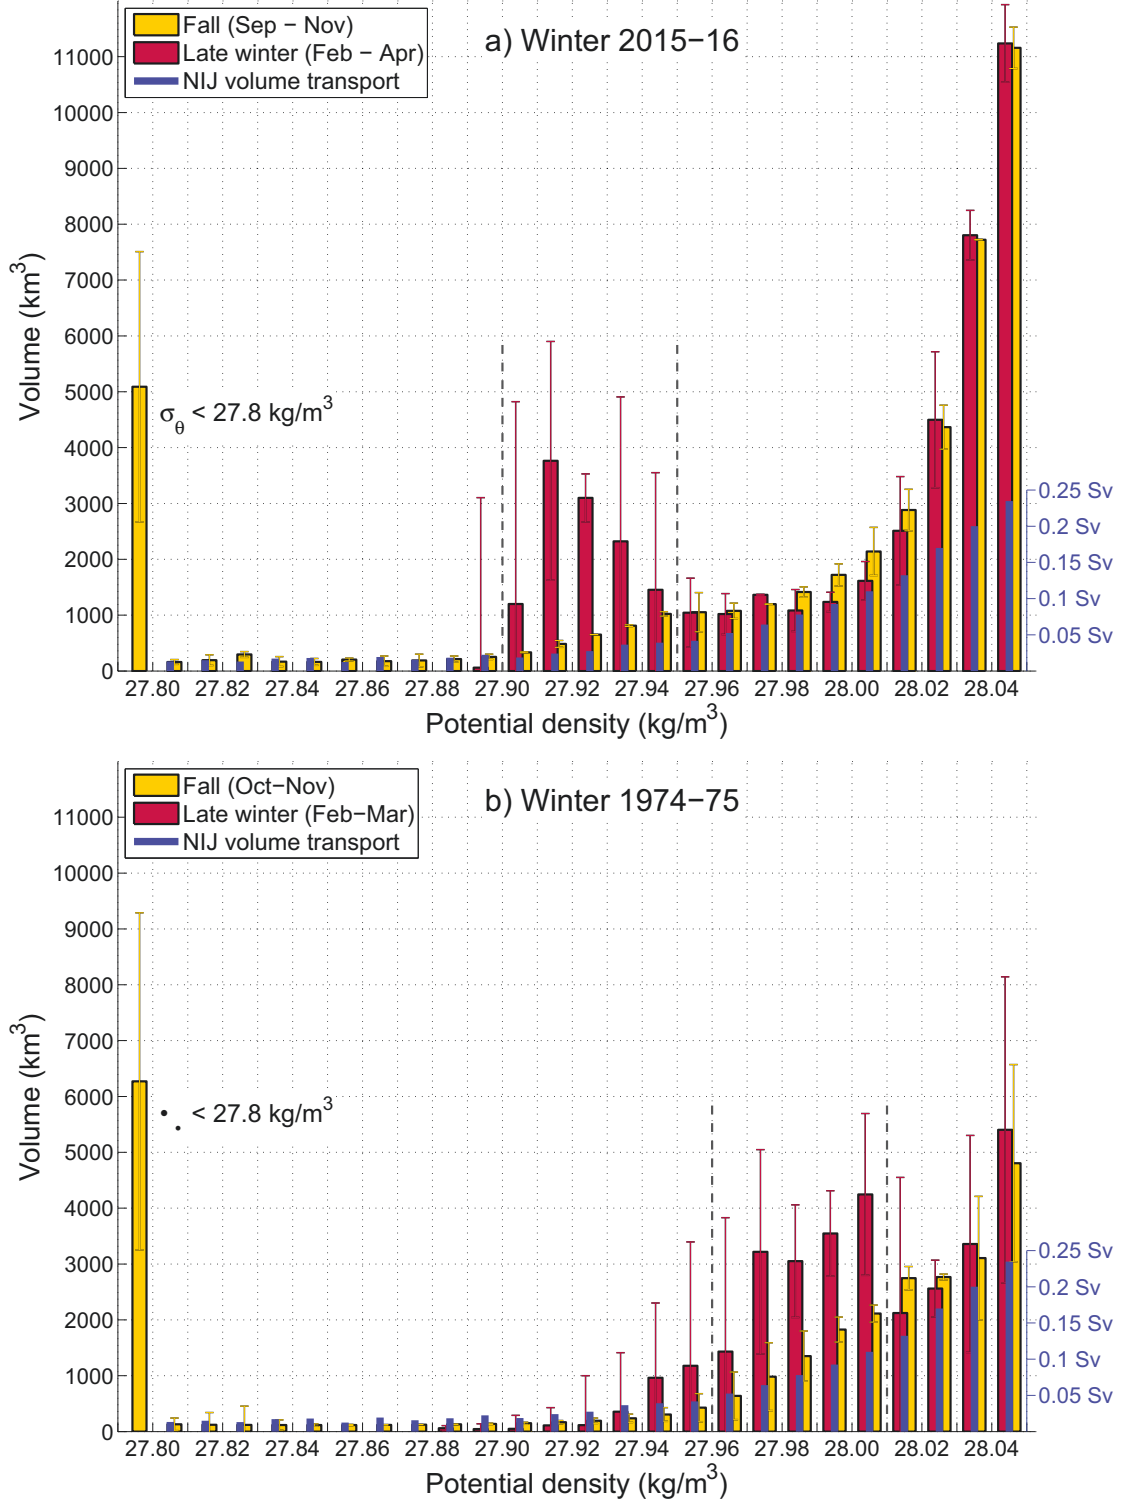 Fall (Sep − Nov)
Late winter (Feb − Apr)
NIJ volume transport
a) Winter 2015−16
11000
10000
9000
8000
7000
6000
5000
4000
3000
2000
1000
0
Volume (km³)
σθ < 27.8 kg/m³
0.25 Sv
0.2 Sv
0.15 Sv
0.1 Sv
0.05 Sv
27.80 27.82 27.84 27.86 27.88 27.90 27.92 27.94 27.96 27.98 28.00 28.02 28.04
Potential density (kg/m³)
Fall (Oct−Nov)
Late winter (Feb−Mar)
NIJ volume transport
b) Winter 1974−75
11000
10000
9000
8000
7000
6000
5000
4000
3000
2000
1000
0
Volume (km³)
• • < 27.8 kg/m³
0.25 Sv
0.2 Sv
0.15 Sv
0.1 Sv
0.05 Sv
27.80 27.82 27.84 27.86 27.88 27.90 27.92 27.94 27.96 27.98 28.00 28.02 28.04
Potential density (kg/m³)